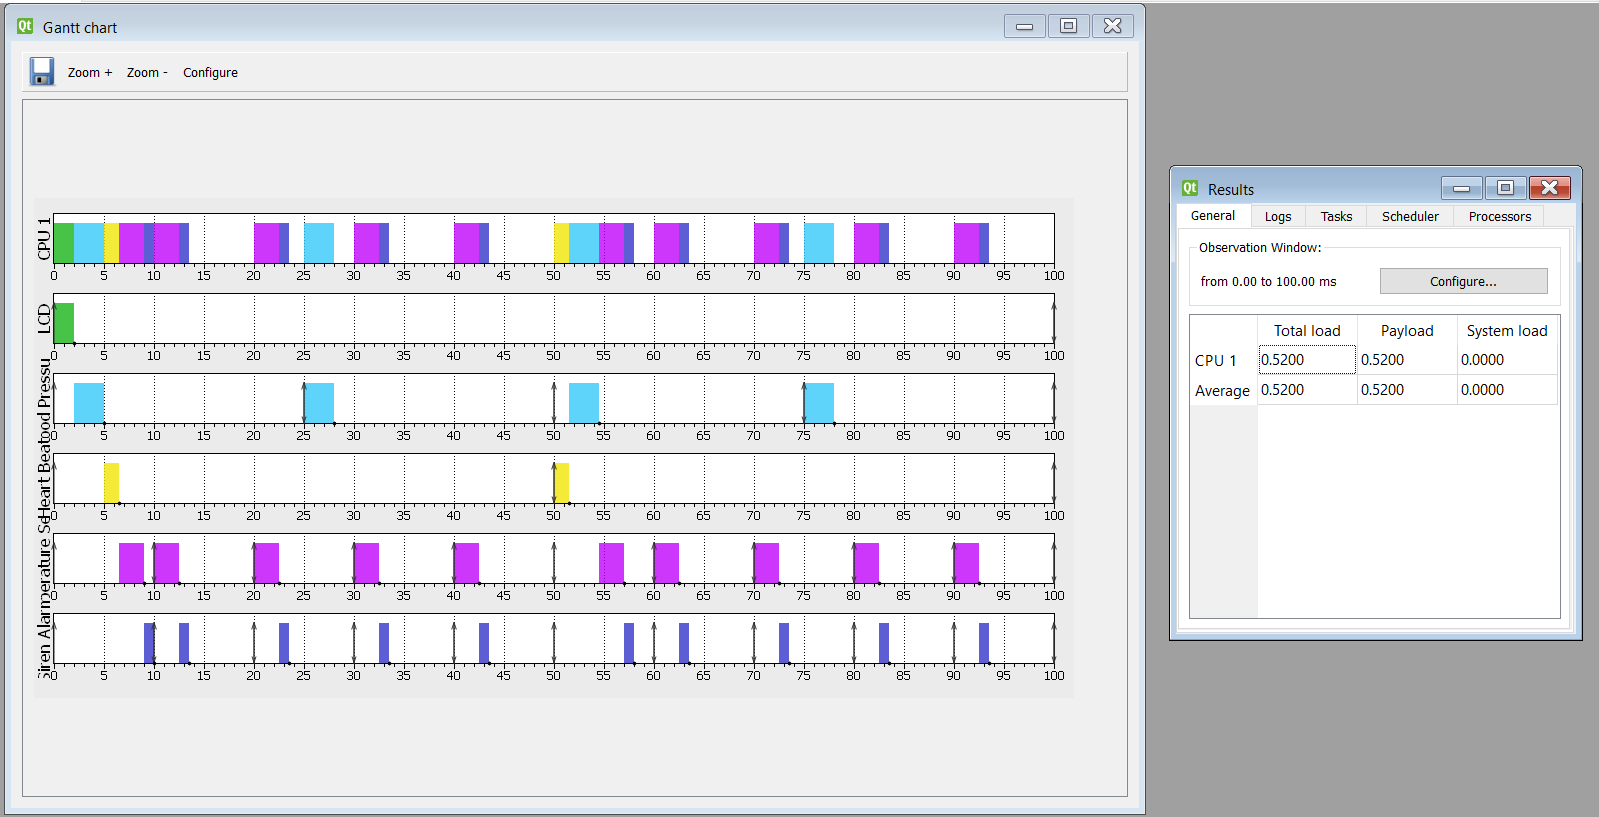 Qt Gantt chart
Zoom + Zoom - Configure
CPU 1
0 5 10 15 20 25 30 35 40 45 50 55 60 65 70 75 80 85 90 95 100
LCD
0 5 10 15 20 25 30 35 40 45 50 55 60 65 70 75 80 85 90 95 100
ood Pressu
0 5 10 15 20 25 30 35 40 45 50 55 60 65 70 75 80 85 90 95 100
Heart Beat
0 5 10 15 20 25 30 35 40 45 50 55 60 65 70 75 80 85 90 95 100
merature Se
0 5 10 15 20 25 30 35 40 45 50 55 60 65 70 75 80 85 90 95 100
Siren Alarm
0 5 10 15 20 25 30 35 40 45 50 55 60 65 70 75 80 85 90 95 100
Qt Results
General Logs Tasks Scheduler Processors
Observation Window:
from 0.00 to 100.00 ms Configure...
Total load Payload System load
CPU 1 0.5200 0.5200 0.0000
Average 0.5200 0.5200 0.0000